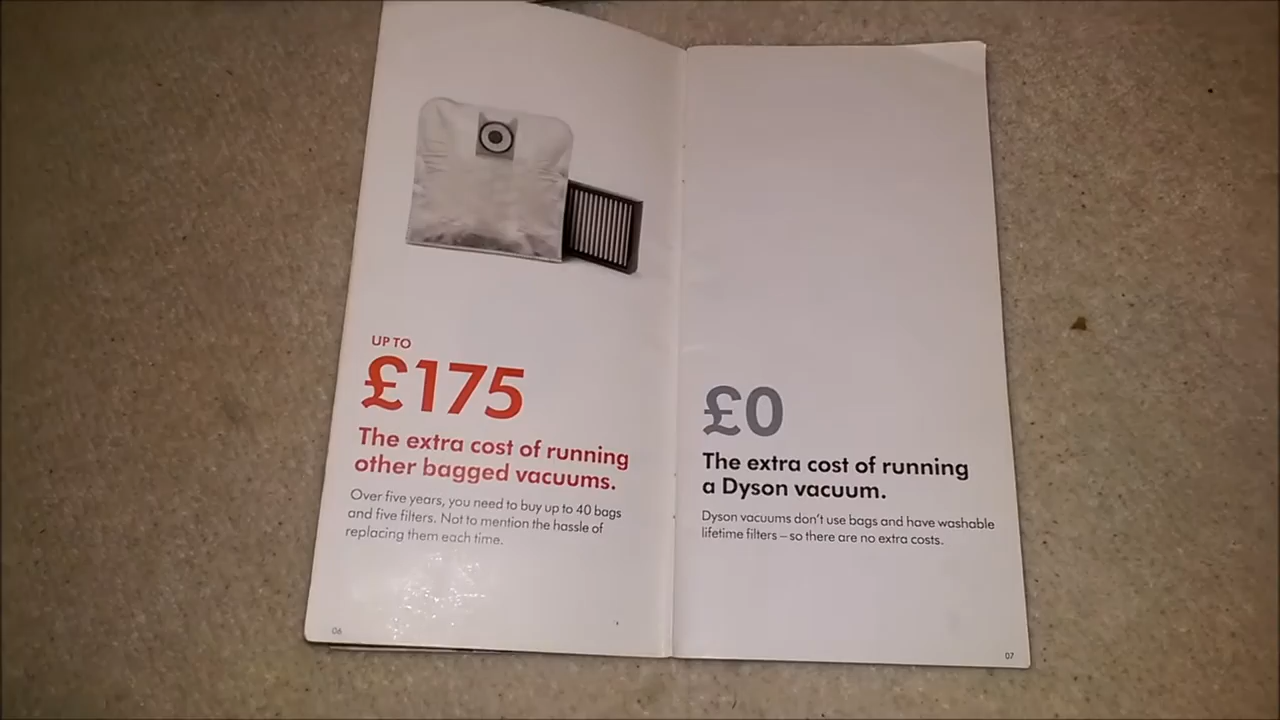 UP TO
£175
The extra cost of running
other bagged vacuums.
Over five years, you need to buy up to 40 bags
and five filters. Not to mention the hassle of
replacing them each time.
06
£0
The extra cost of running
a Dyson vacuum.
Dyson vacuums don't use bags and have washable
lifetime filters – so there are no extra costs.
07